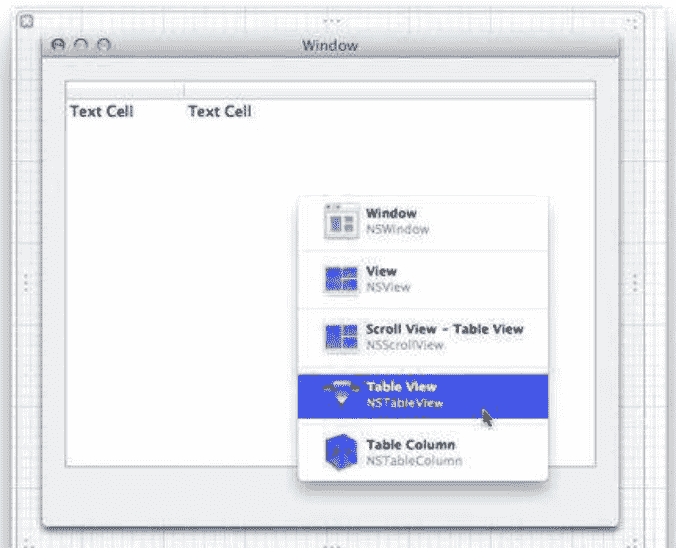 Window
Text Cell Text Cell
Window
NSWindow
View
NSView
Scroll View – Table View
NSScrollView
Table View
NSTableView
Table Column
NSTableColumn